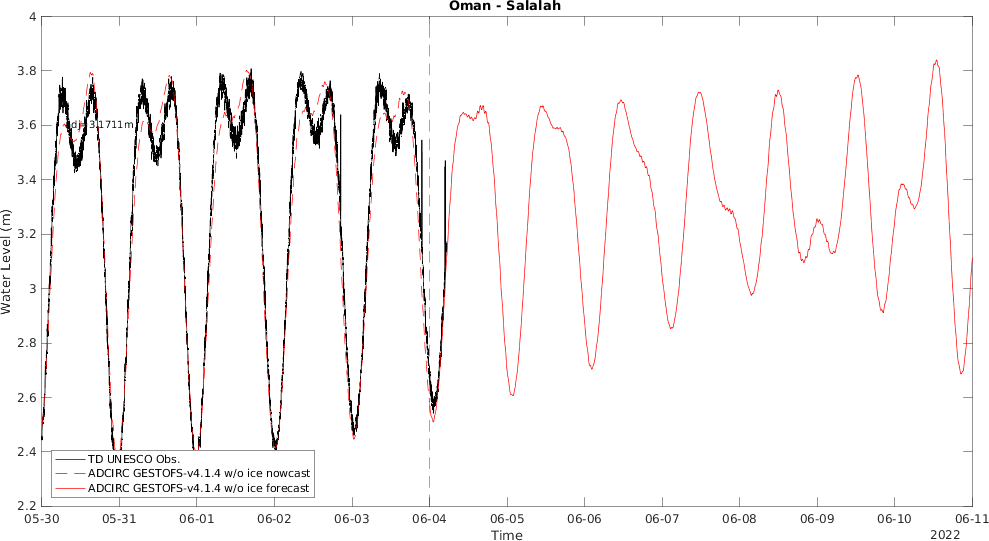 Oman - Salalah
4
3.8
3.6
3.4
3.2
3
2.8
2.6
2.4
2.2
Water Level (m)
3.1711m
TD UNESCO Obs.
ADCIRC GESTOFS-v4.1.4 w/o ice nowcast
ADCIRC GESTOFS-v4.1.4 w/o ice forecast
05-30 05-31 06-01 06-02 06-03 06-04 06-05 06-06 06-07 06-08 06-09 06-10 06-11
Time
2022